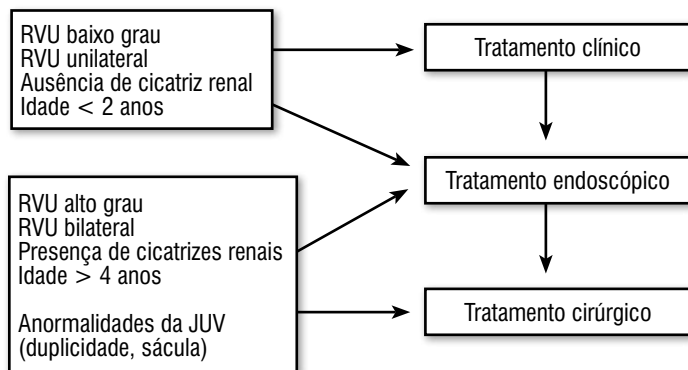 RVU baixo grau
RVU unilateral
Ausência de cicatriz renal
Idade < 2 anos
Tratamento clínico
Tratamento endoscópico
RVU alto grau
RVU bilateral
Presença de cicatrizes renais
Idade > 4 anos
Anormalidades da JUV
(duplicidade, sácula)
Tratamento cirúrgico